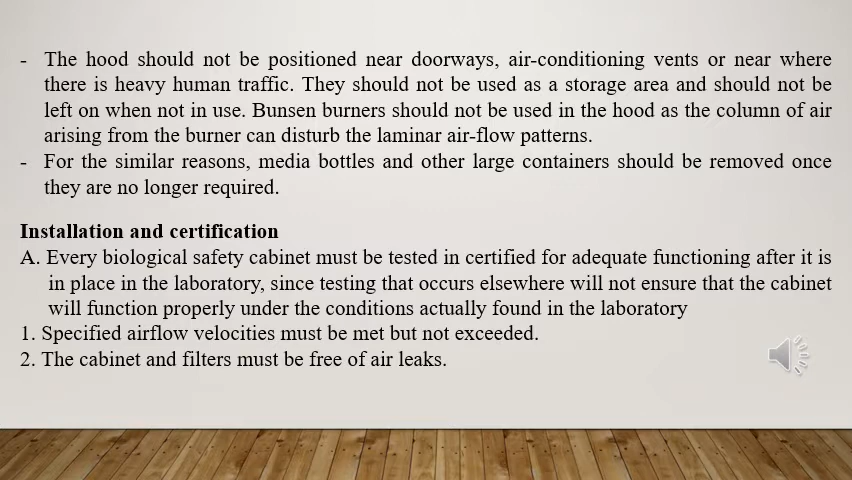 - The hood should not be positioned near doorways, air-conditioning vents or near where
there is heavy human traffic. They should not be used as a storage area and should not be
left on when not in use. Bunsen burners should not be used in the hood as the column of air
arising from the burner can disturb the laminar air-flow patterns.
- For the similar reasons, media bottles and other large containers should be removed once
they are no longer required.
Installation and certification
A. Every biological safety cabinet must be tested in certified for adequate functioning after it is
in place in the laboratory, since testing that occurs elsewhere will not ensure that the cabinet
will function properly under the conditions actually found in the laboratory
1. Specified airflow velocities must be met but not exceeded.
2. The cabinet and filters must be free of air leaks.